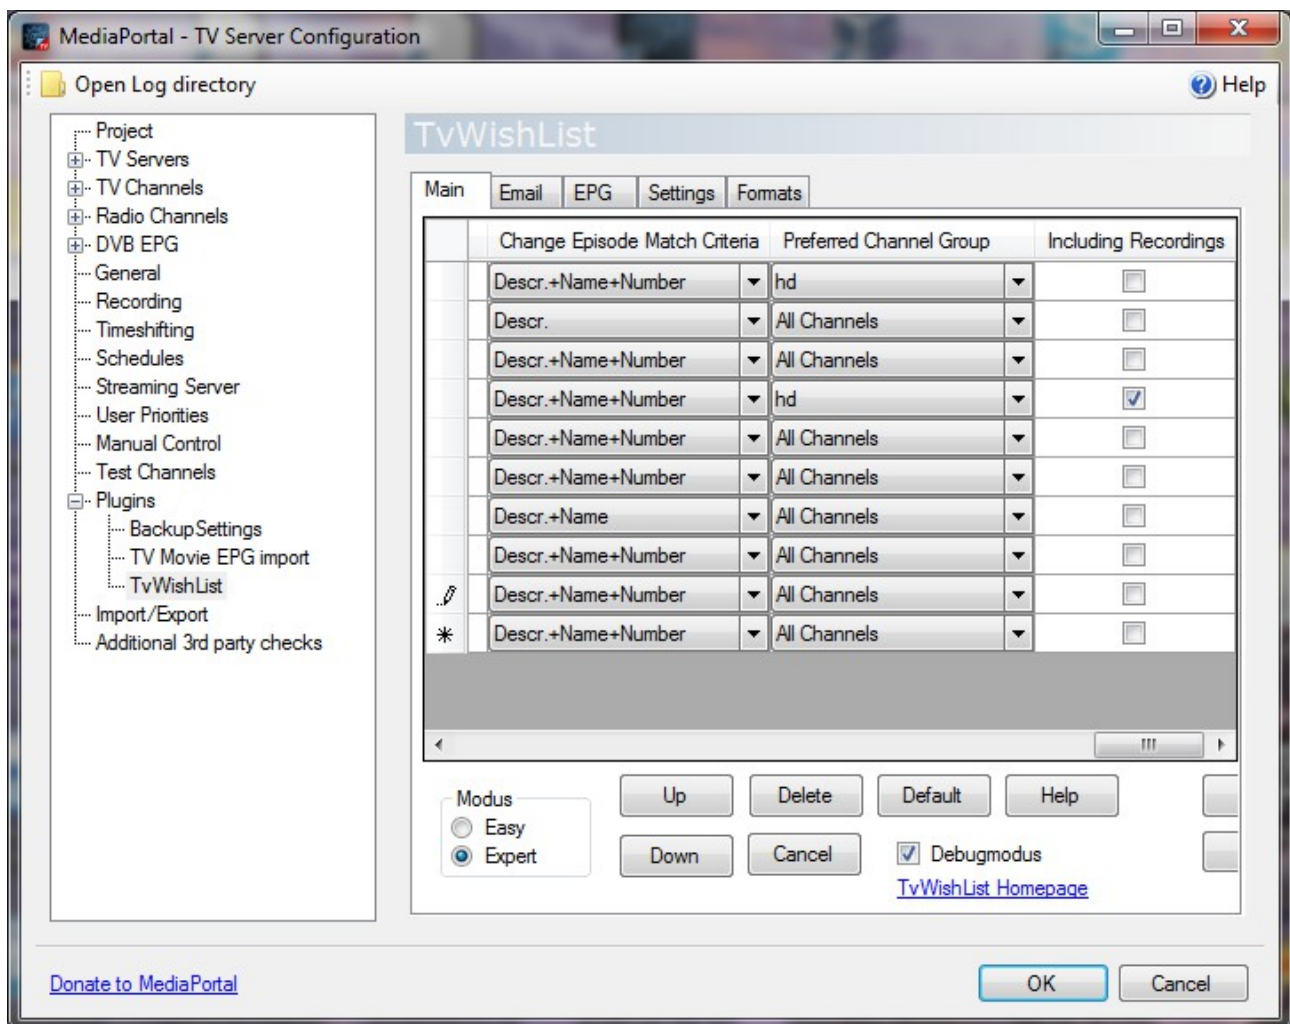 MediaPortal - TV Server Configuration
Open Log directory
Help
Project
TV Servers
TV Channels
Radio Channels
DVB EPG
General
Recording
Timeshifting
Schedules
Streaming Server
User Priorities
Manual Control
Test Channels
Plugins
BackupSettings
TV Movie EPG import
TvWishList
Import/Export
Additional 3rd party checks
TvWishList
Main Email EPG Settings Formats
Change Episode Match Criteria Preferred Channel Group Including Recordings
Descr.+Name+Number hd
Descr. All Channels
Descr.+Name+Number All Channels
Descr.+Name+Number hd
Descr.+Name+Number All Channels
Descr.+Name+Number All Channels
Descr.+Name All Channels
Descr.+Name+Number All Channels
Descr.+Name+Number All Channels
Descr.+Name+Number All Channels
Modus
Easy
Expert
Up Delete Default Help
Down Cancel Debugmodus
TvWishList Homepage
Donate to MediaPortal
OK Cancel